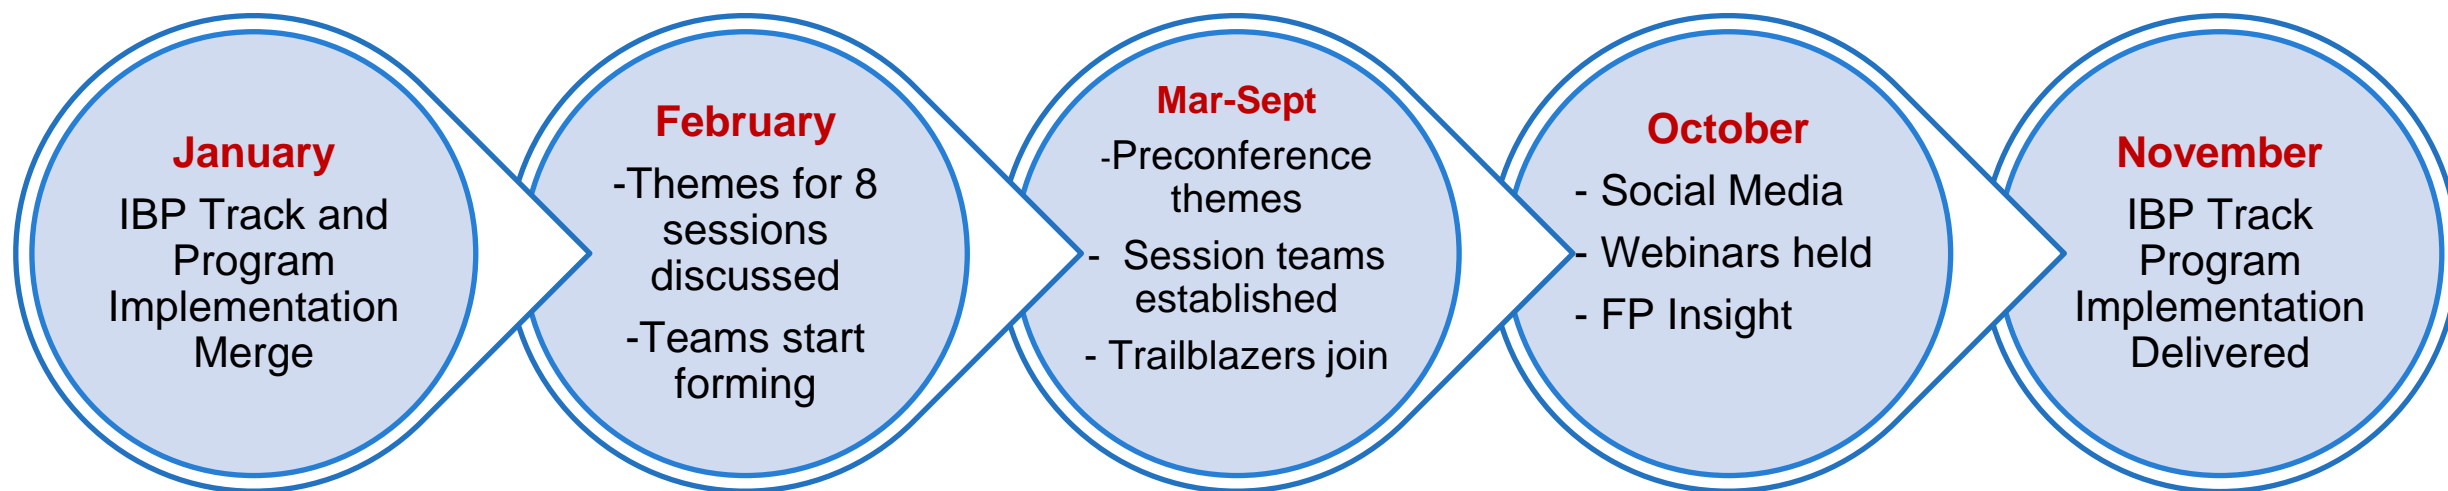 January
IBP Track and
Program
Implementation
Merge
February
-Themes for 8
sessions
discussed
-Teams start
forming
Mar-Sept
-Preconference
themes
- Session teams
established
- Trailblazers join
October
- Social Media
- Webinars held
- FP Insight
November
IBP Track
Program
Implementation
Delivered